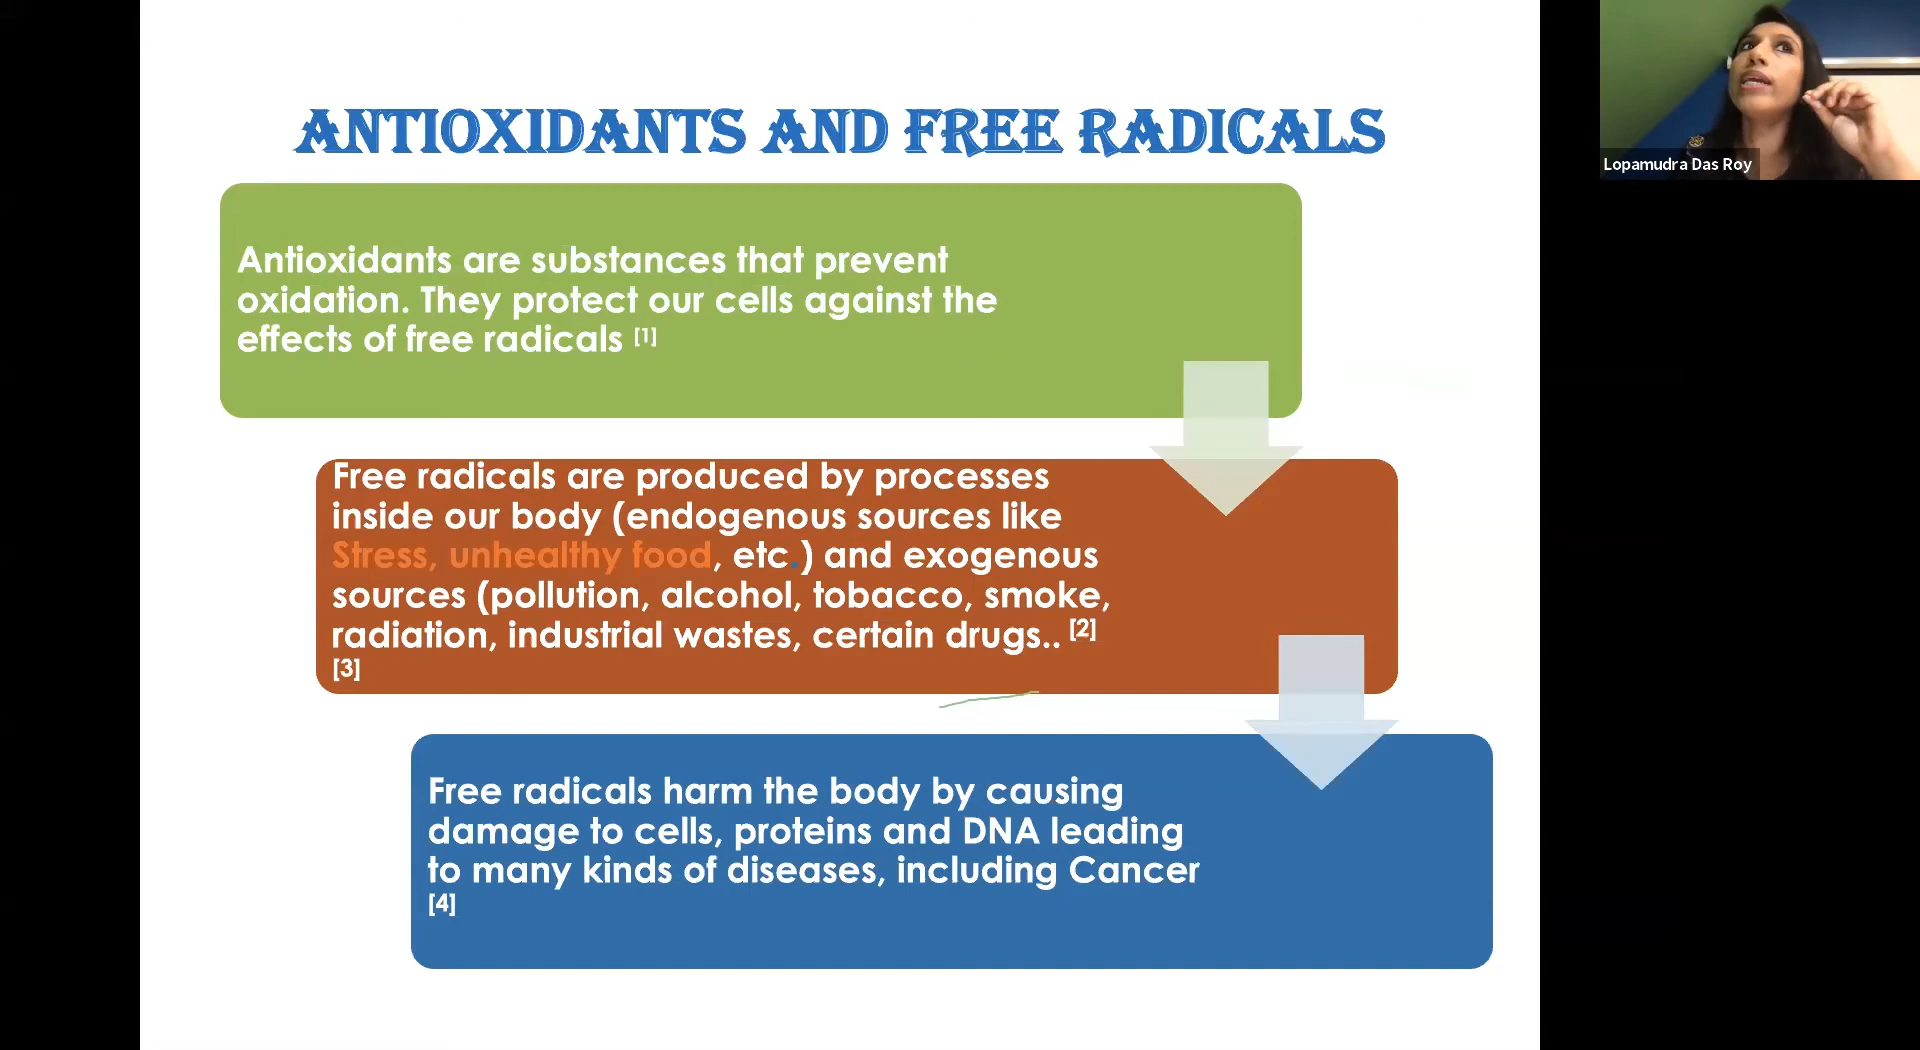 ANTIOXIDANTS AND FREE RADICALS
Lopamudra Das Roy
Antioxidants are substances that prevent
oxidation. They protect our cells against the
effects of free radicals [1]
Free radicals are produced by processes
inside our body (endogenous sources like
Stress, unhealthy food, etc.) and exogenous
sources (pollution, alcohol, tobacco, smoke,
radiation, industrial wastes, certain drugs.. [2]
[3]
Free radicals harm the body by causing
damage to cells, proteins and DNA leading
to many kinds of diseases, including Cancer
[4]